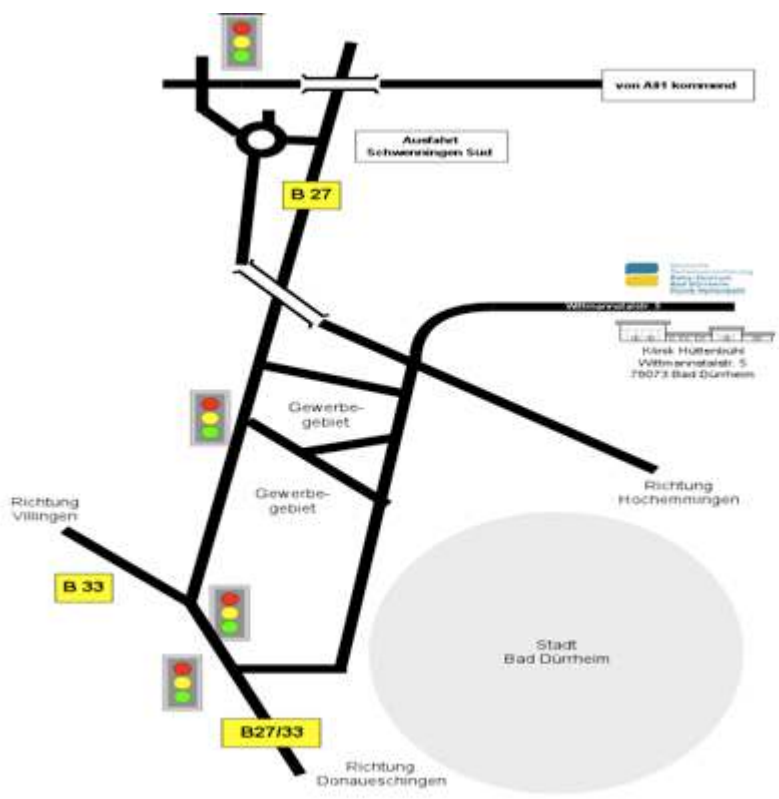 von A81 kommend
Ausfahrt
Schwenningen Süd
B 27
Wittmannstalstr. 5
Klinik Hüttenbühl
Wittmannstalstr. 5
78073 Bad Dürrheim
Gewerbe-
gebiet
Richtung
Hochemmingen
Gewerbe-
gebiet
Richtung
Villingen
B 33
Stadt
Bad Dürrheim
B27/33
Richtung
Donaueschingen